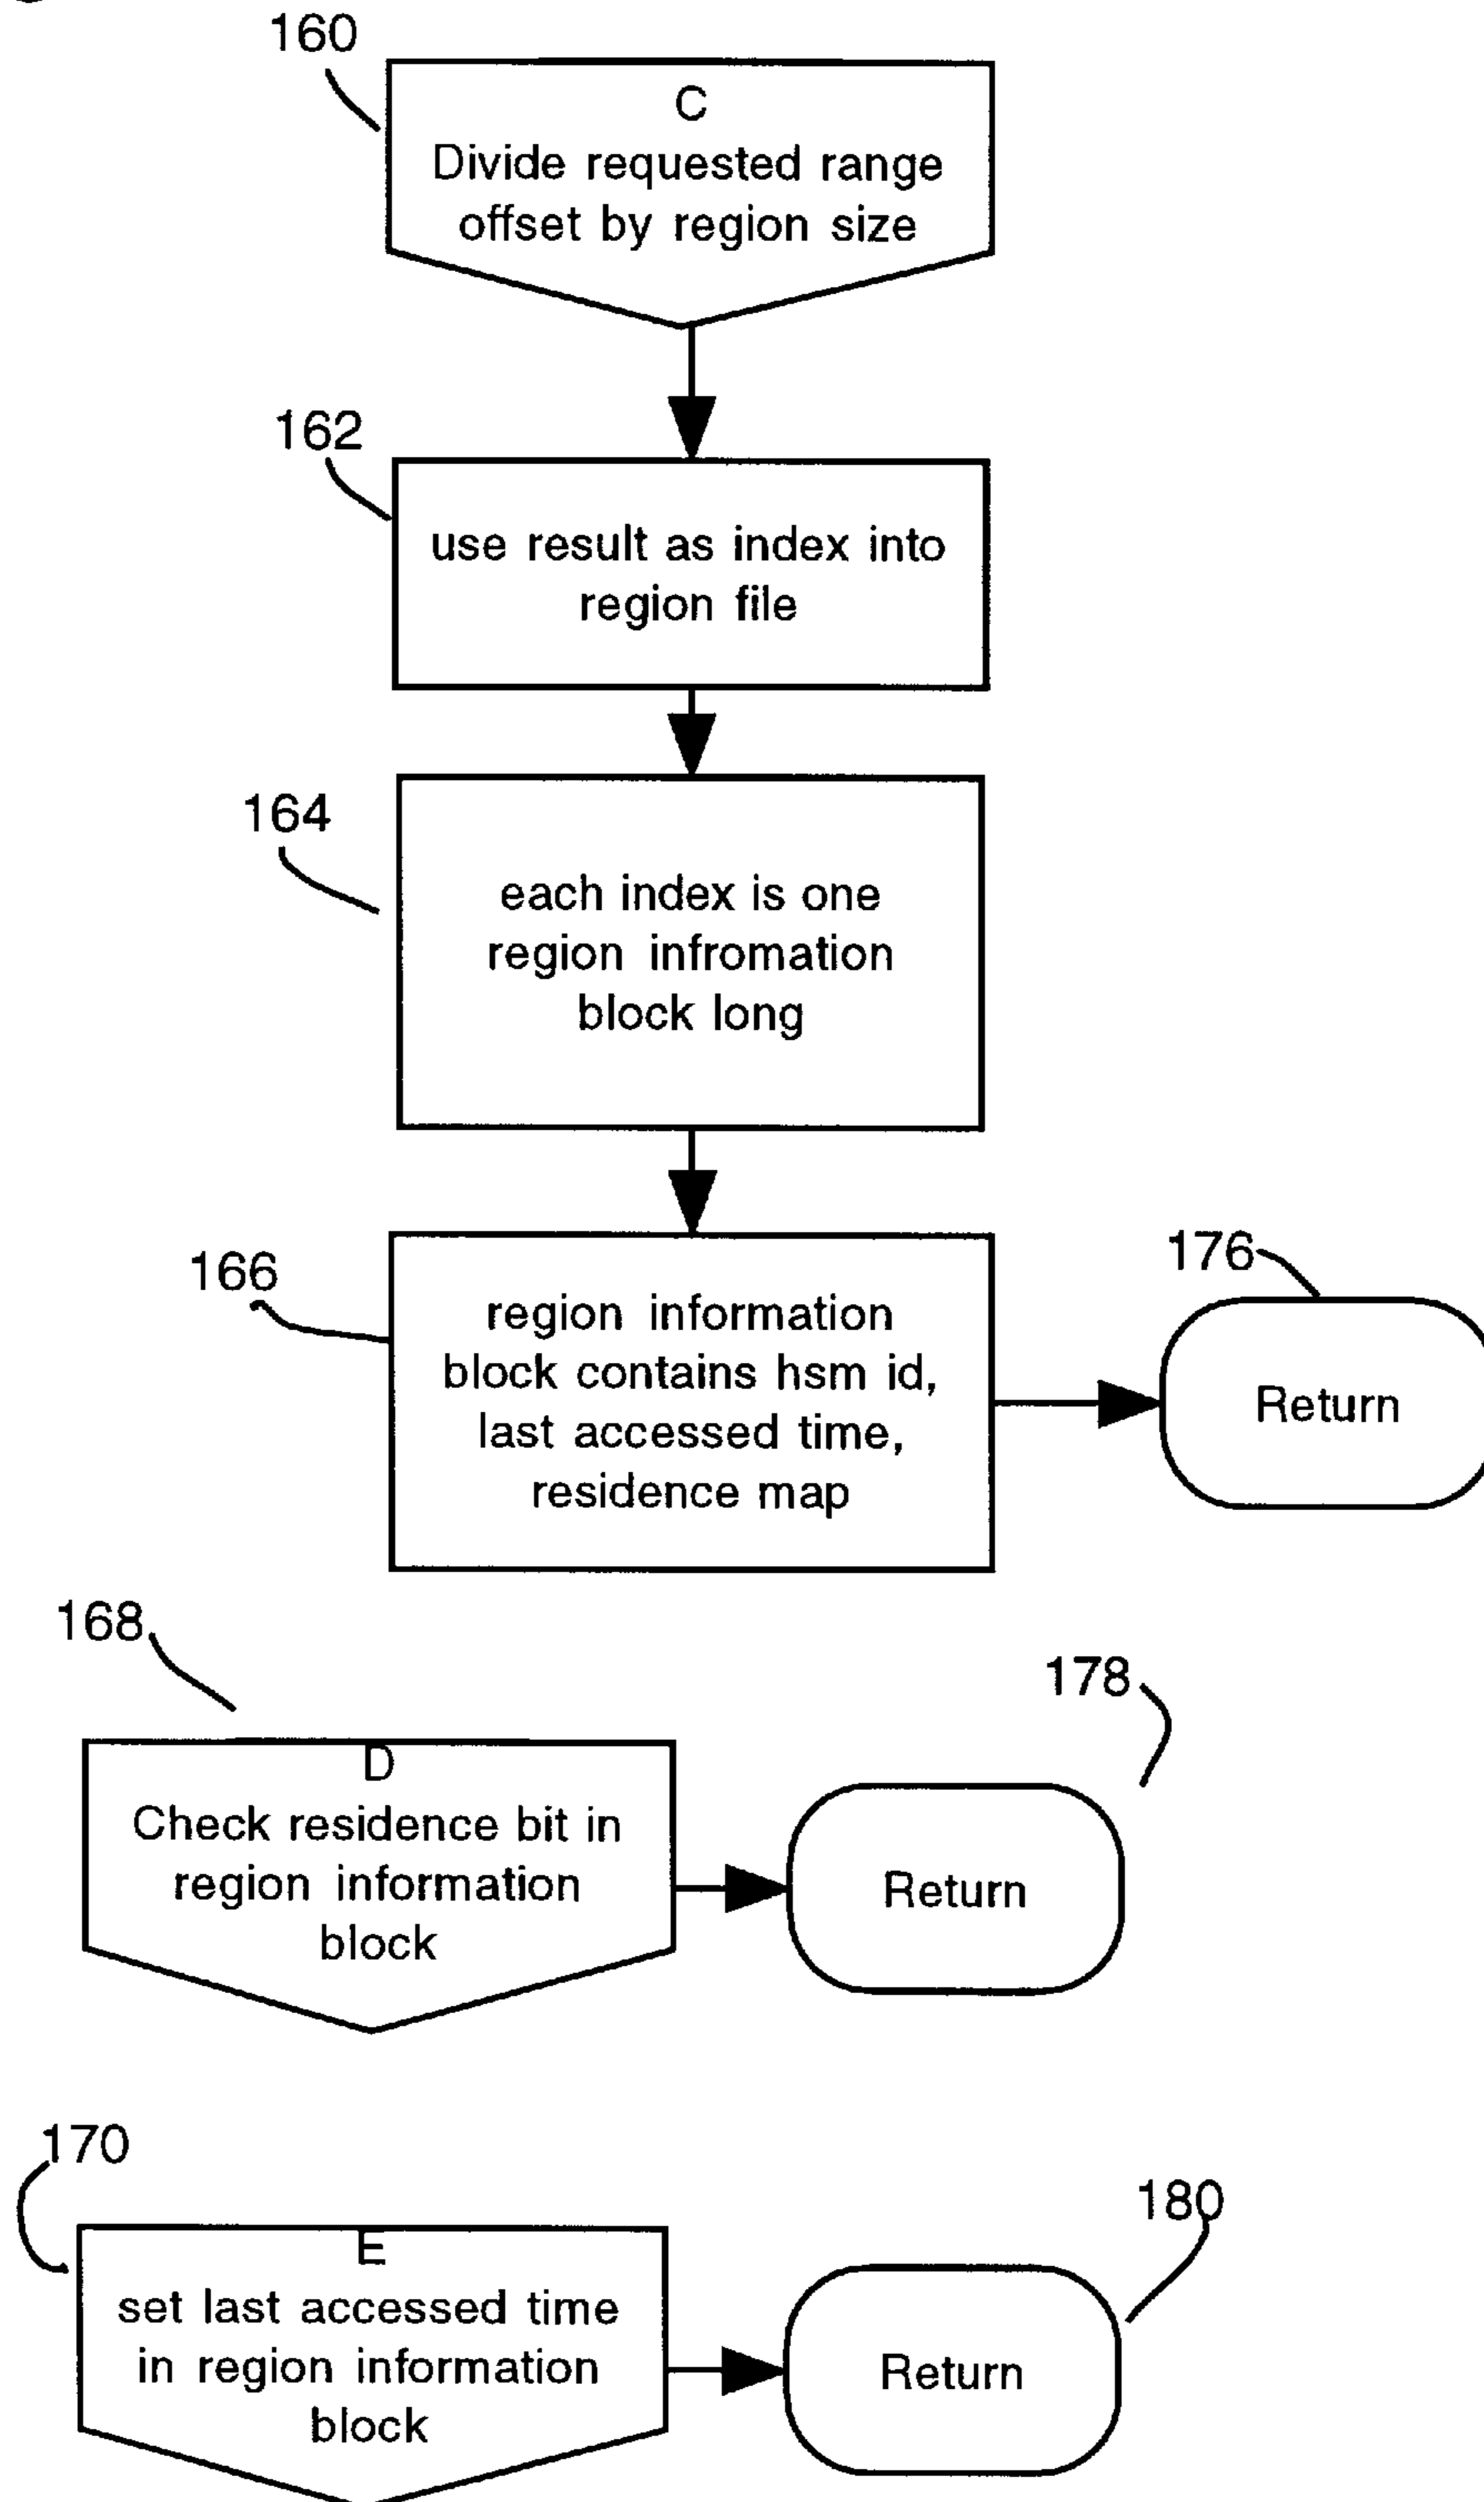 160
C
Divide requested range
offset by region size
162
use result as index into
region file
164
each index is one
region infromation
block long
166
region information
block contains hsm id,
last accessed time,
residence map
176
Return
168
D
Check residence bit in
region information
block
178
Return
170
E
set last accessed time
in region information
block
180
Return